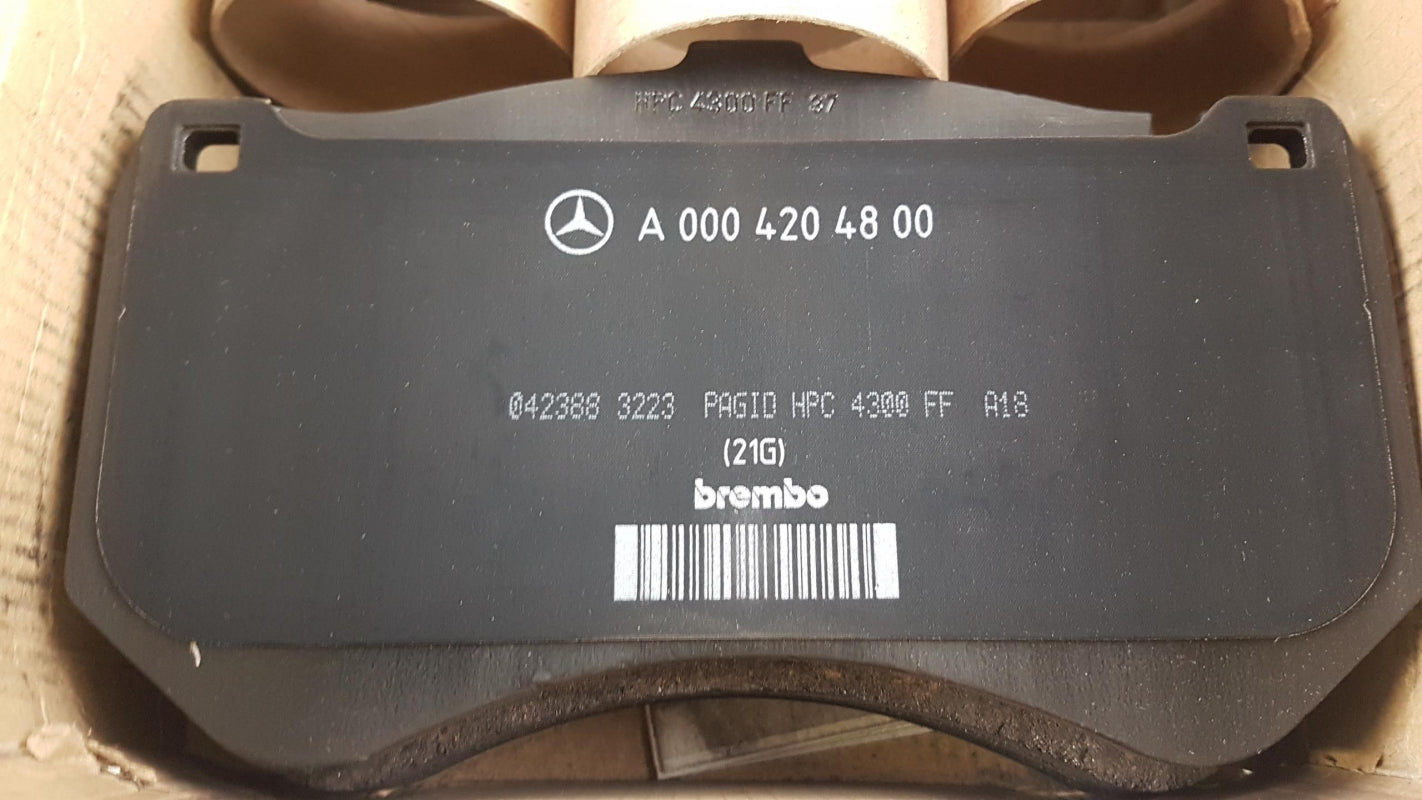 HPC 4300 FF 37
A 000 420 48 00
042388 3223 PAGID HPC 4300 FF A18
(21G)
brembo